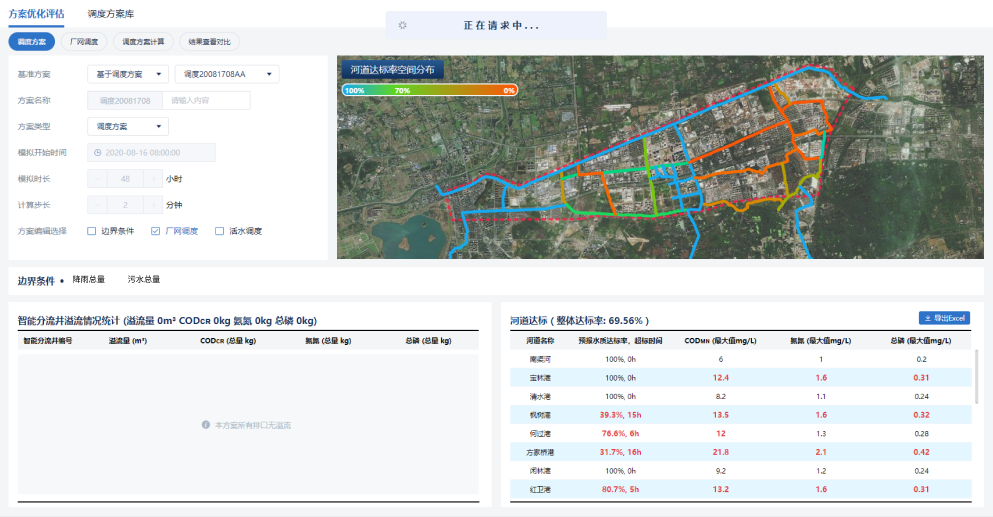 方案优化评估 调度方案库
正在请求中...
调度方案 厂网调度 调度方案计算 结果查看对比
基准方案 基于调度方案 调度20081708AA
方案名称 调度20081708 请输入内容
方案类型 调度方案
模拟开始时间 2020-08-16 08:00:00
模拟时长 - 48 + 小时
计算步长 - 2 + 分钟
方案编辑选择 边界条件 厂网调度 活水调度
河道达标率空间分布
100% 70% 0%
边界条件 • 降雨总量 污水总量
智能分流井溢流情况统计 (溢流量 0m³ CODCR 0kg 氨氮 0kg 总磷 0kg)
智能分流井编号 溢流量 (m³) CODCR (总量 kg) 氨氮 (总量 kg) 总磷 (总量 kg)
本方案所有排口无溢流
河道达标 ( 整体达标率: 69.56% ) 导出Excel
河道名称 预报水质达标率、超标时间 CODMN (最大值mg/L) 氨氮 (最大值mg/L) 总磷 (最大值mg/L)
南渠河 100%, 0h 6 1 0.2
宝林港 100%, 0h 12.4 1.6 0.31
清水港 100%, 0h 8.2 1.1 0.24
枫树港 39.3%, 15h 13.5 1.6 0.32
何过港 76.6%, 6h 12 1.3 0.28
方家桥港 31.7%, 16h 21.8 2.1 0.42
闲林港 100%, 0h 9.2 1.2 0.24
红卫港 80.7%, 5h 13.2 1.6 0.31